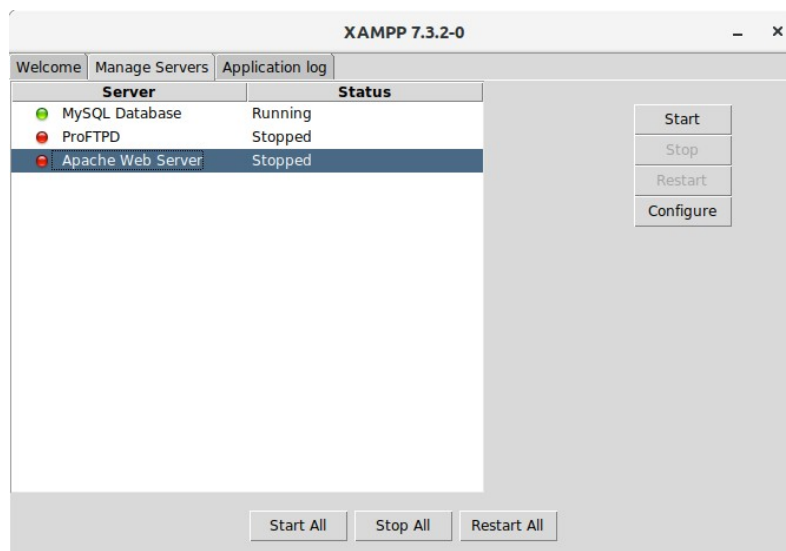 XAMPP 7.3.2-0
Welcome Manage Servers Application log
Server Status
MySQL Database Running
ProFTPD Stopped
Apache Web Server Stopped
Start
Stop
Restart
Configure
Start All Stop All Restart All